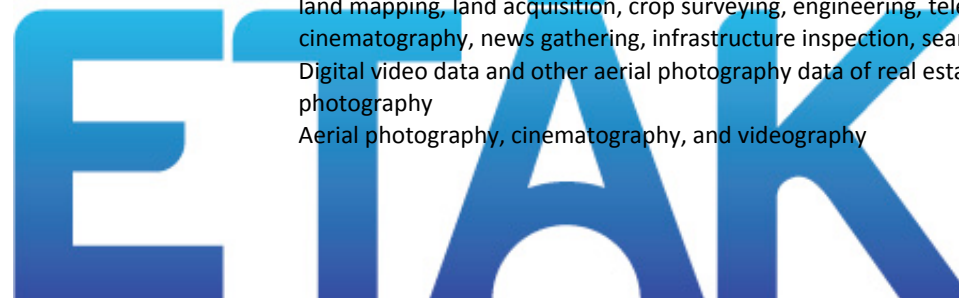 land mapping, land acquisition, crop surveying, engineering,
cinematography, news gathering, infrastructure inspection,
Digital video data and other aerial photography data of real
photography
Aerial photography, cinematography, and videography
ETAK